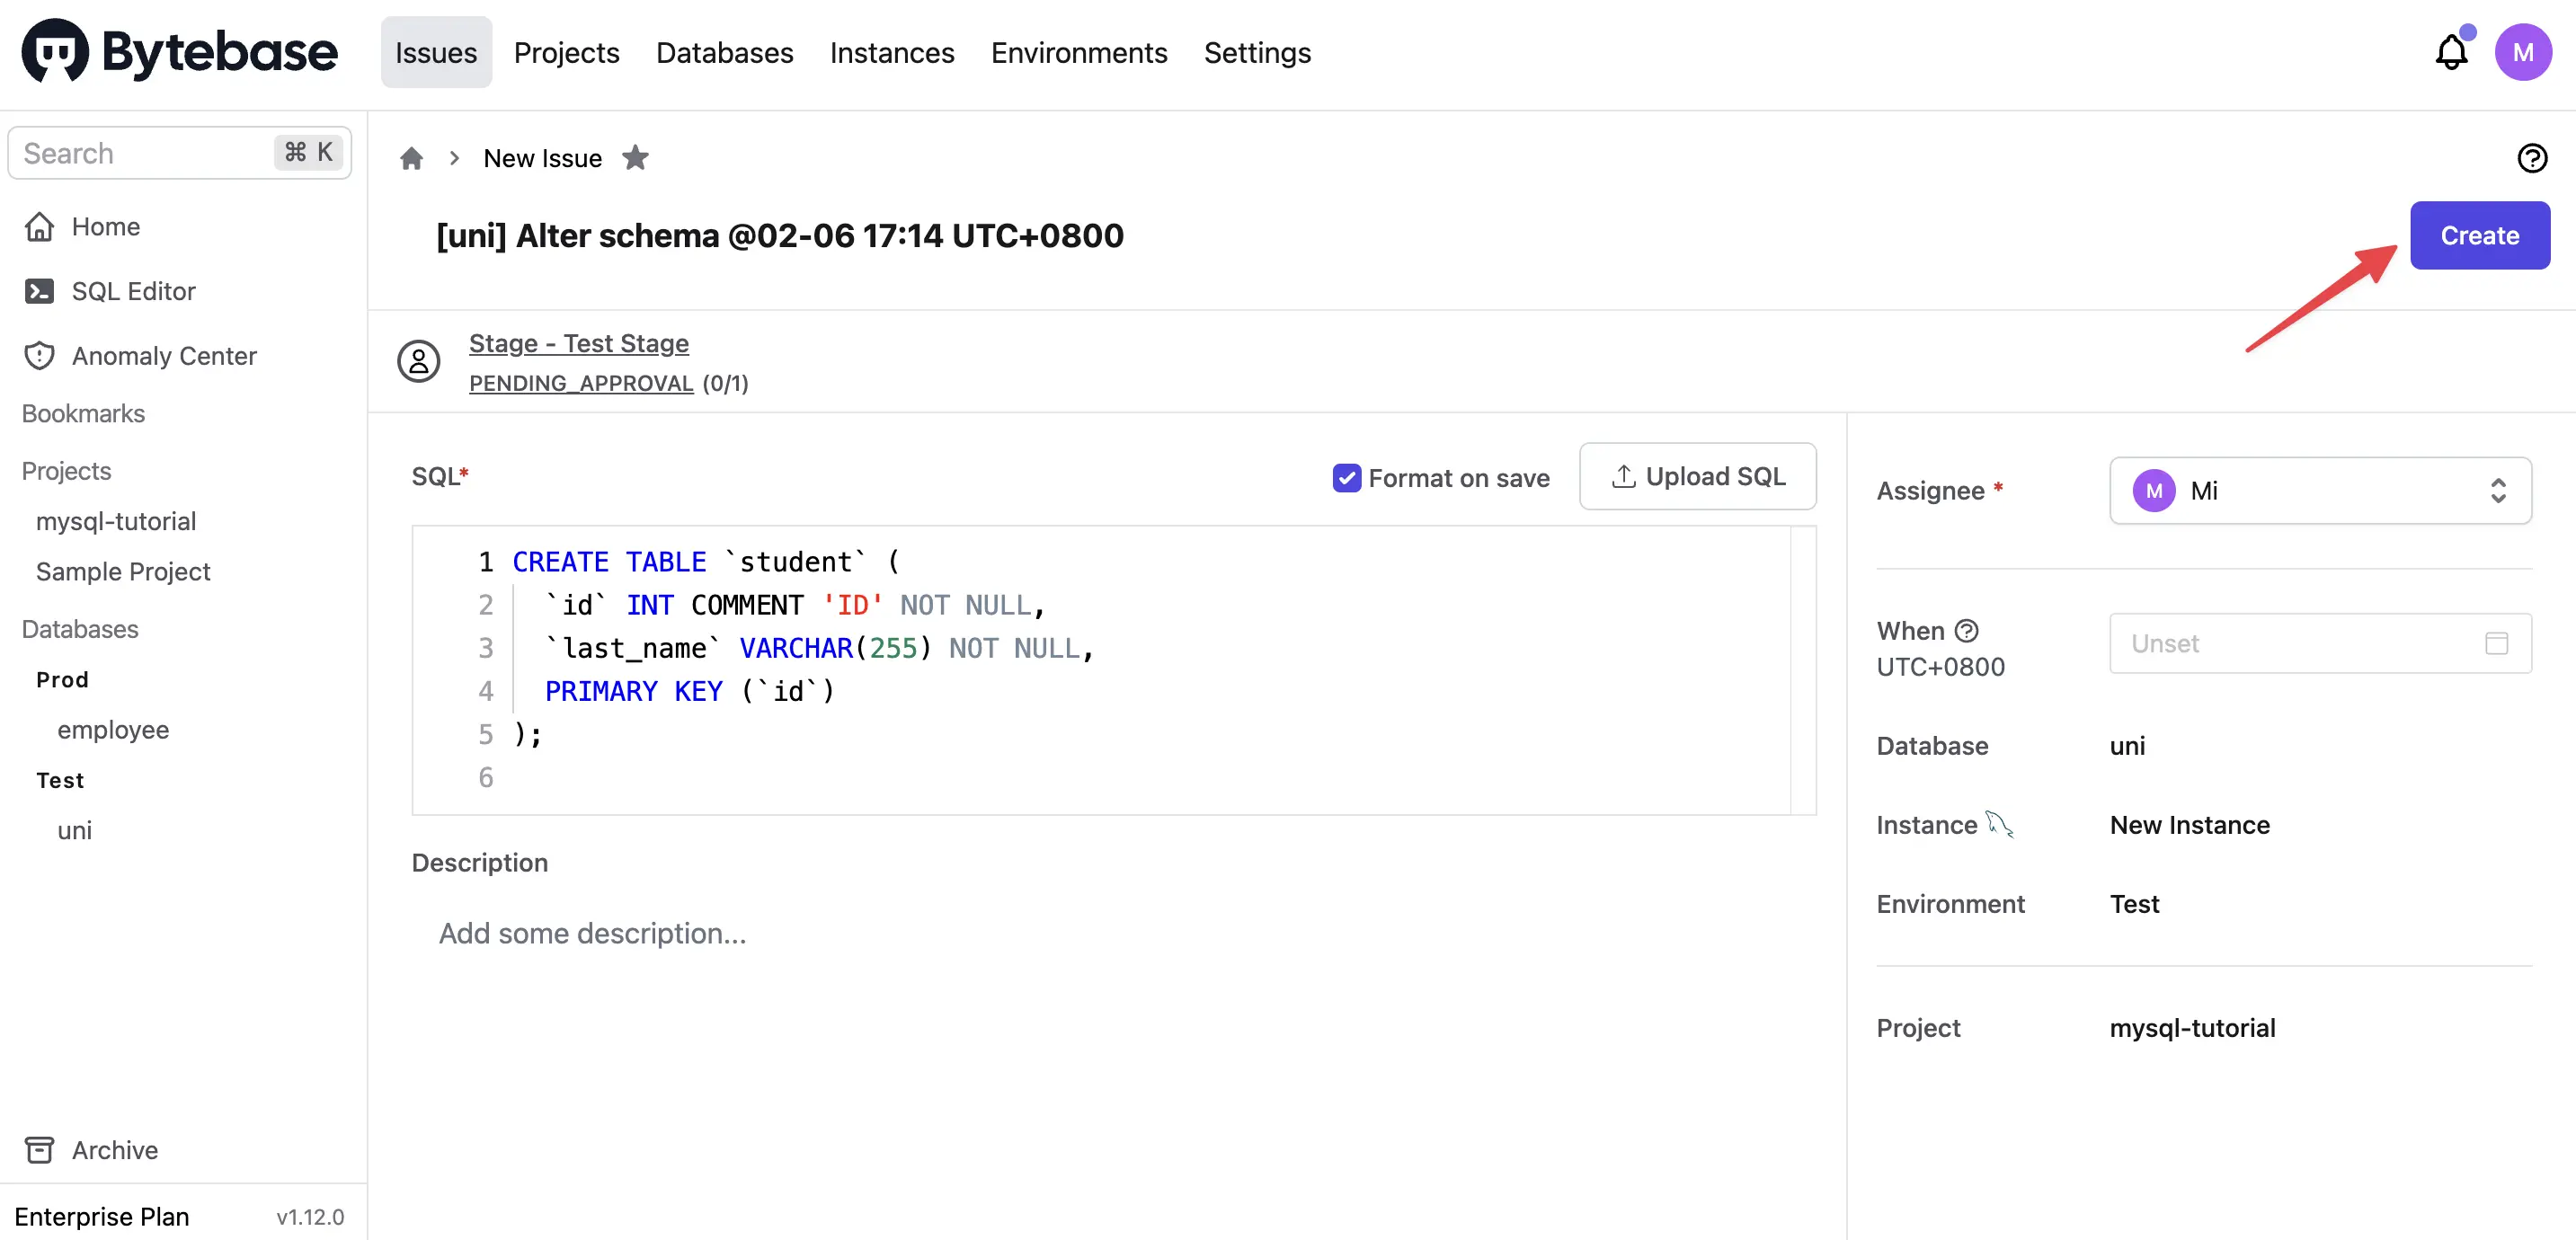 Bytebase
Issues Projects Databases Instances Environments Settings
M
Search ⌘ K
Home
SQL Editor
Anomaly Center
Bookmarks
Projects
mysql-tutorial
Sample Project
Databases
Prod
employee
Test
uni
Archive
Enterprise Plan v1.12.0
New Issue
[uni] Alter schema @02-06 17:14 UTC+0800
Create
Stage - Test Stage
PENDING_APPROVAL (0/1)
SQL*
Format on save
Upload SQL
1 CREATE TABLE `student` (
2 `id` INT COMMENT 'ID' NOT NULL,
3 `last_name` VARCHAR(255) NOT NULL,
4 PRIMARY KEY (`id`)
5 );
6
Description
Add some description...
Assignee * M Mi
When ? Unset
UTC+0800
Database uni
Instance New Instance
Environment Test
Project mysql-tutorial